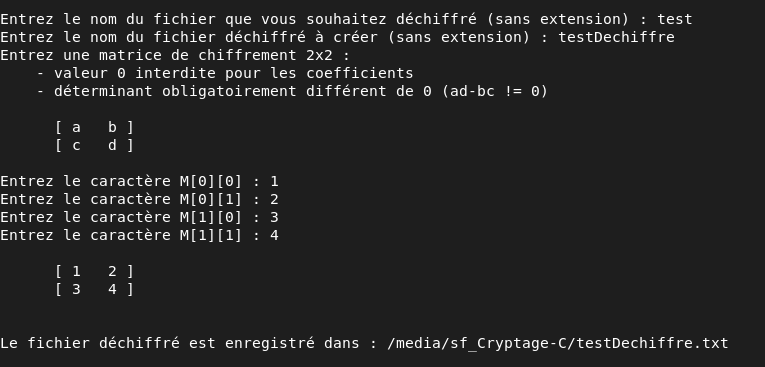 Entrez le nom du fichier que vous souhaitez déchiffré (sans extension) : test
Entrez le nom du fichier déchiffré à créer (sans extension) : testDechiffre
Entrez une matrice de chiffrement 2x2 :
    - valeur 0 interdite pour les coefficients
    - déterminant obligatoirement différent de 0 (ad-bc != 0)

      [ a   b ]
      [ c   d ]

Entrez le caractère M[0][0] : 1
Entrez le caractère M[0][1] : 2
Entrez le caractère M[1][0] : 3
Entrez le caractère M[1][1] : 4

      [ 1   2 ]
      [ 3   4 ]

Le fichier déchiffré est enregistré dans : /media/sf_Cryptage-C/testDechiffre.txt